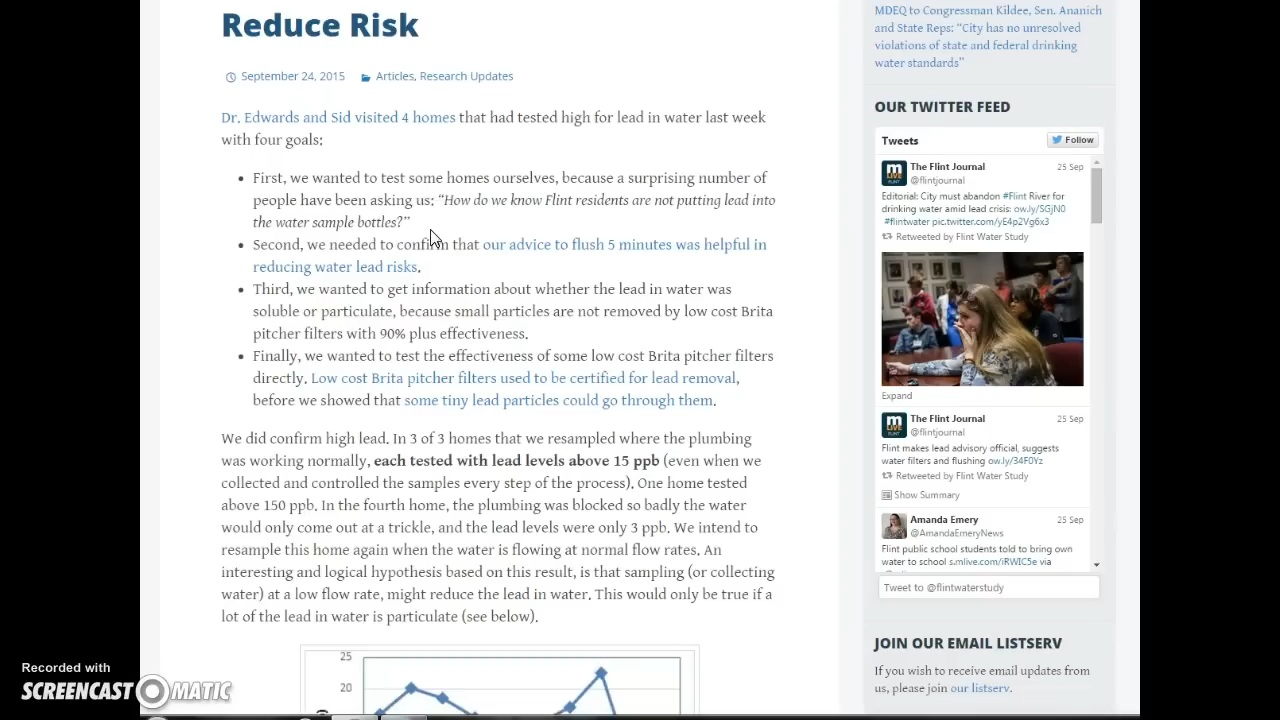 Reduce Risk
September 24, 2015 Articles, Research Updates
Dr. Edwards and Sid visited 4 homes that had tested high for lead in water last week
with four goals:
• First, we wanted to test some homes ourselves, because a surprising number of
people have been asking us: “How do we know Flint residents are not putting lead into
the water sample bottles?”
• Second, we needed to confirm that our advice to flush 5 minutes was helpful in
reducing water lead risks.
• Third, we wanted to get information about whether the lead in water was
soluble or particulate, because small particles are not removed by low cost Brita
pitcher filters with 90% plus effectiveness.
• Finally, we wanted to test the effectiveness of some low cost Brita pitcher filters
directly. Low cost Brita pitcher filters used to be certified for lead removal,
before we showed that some tiny lead particles could go through them.
We did confirm high lead. In 3 of 3 homes that we resampled where the plumbing
was working normally, each tested with lead levels above 15 ppb (even when we
collected and controlled the samples every step of the process). One home tested
above 150 ppb. In the fourth home, the plumbing was blocked so badly the water
would only come out at a trickle, and the lead levels were only 3 ppb. We intend to
resample this home again when the water is flowing at normal flow rates. An
interesting and logical hypothesis based on this result, is that sampling (or collecting
water) at a low flow rate, might reduce the lead in water. This would only be true if a
lot of the lead in water is particulate (see below).
25
20
MDEQ to Congressman Kildee, Sen. Ananich
and State Reps: “City has no unresolved
violations of state and federal drinking
water standards”
OUR TWITTER FEED
Tweets Follow
The Flint Journal 25 Sep
@flintjournal
Editorial: City must abandon #Flint River for
drinking water amid lead crisis: ow.ly/SGjN0
#flintwater pic.twitter.com/yE4p2Vg6x3
Retweeted by Flint Water Study
Expand
The Flint Journal 25 Sep
@flintjournal
Flint makes lead advisory official, suggests
water filters and flushing ow.ly/34F0Yz
Retweeted by Flint Water Study
Show Summary
Amanda Emery 25 Sep
@AmandaEmeryNews
Flint public school students told to bring own
water to school s.mlive.com/iRWIC5e via
Tweet to @flintwaterstudy
JOIN OUR EMAIL LISTSERV
If you wish to receive email updates from
us, please join our listserv.
Recorded with
SCREENCAST O MATIC